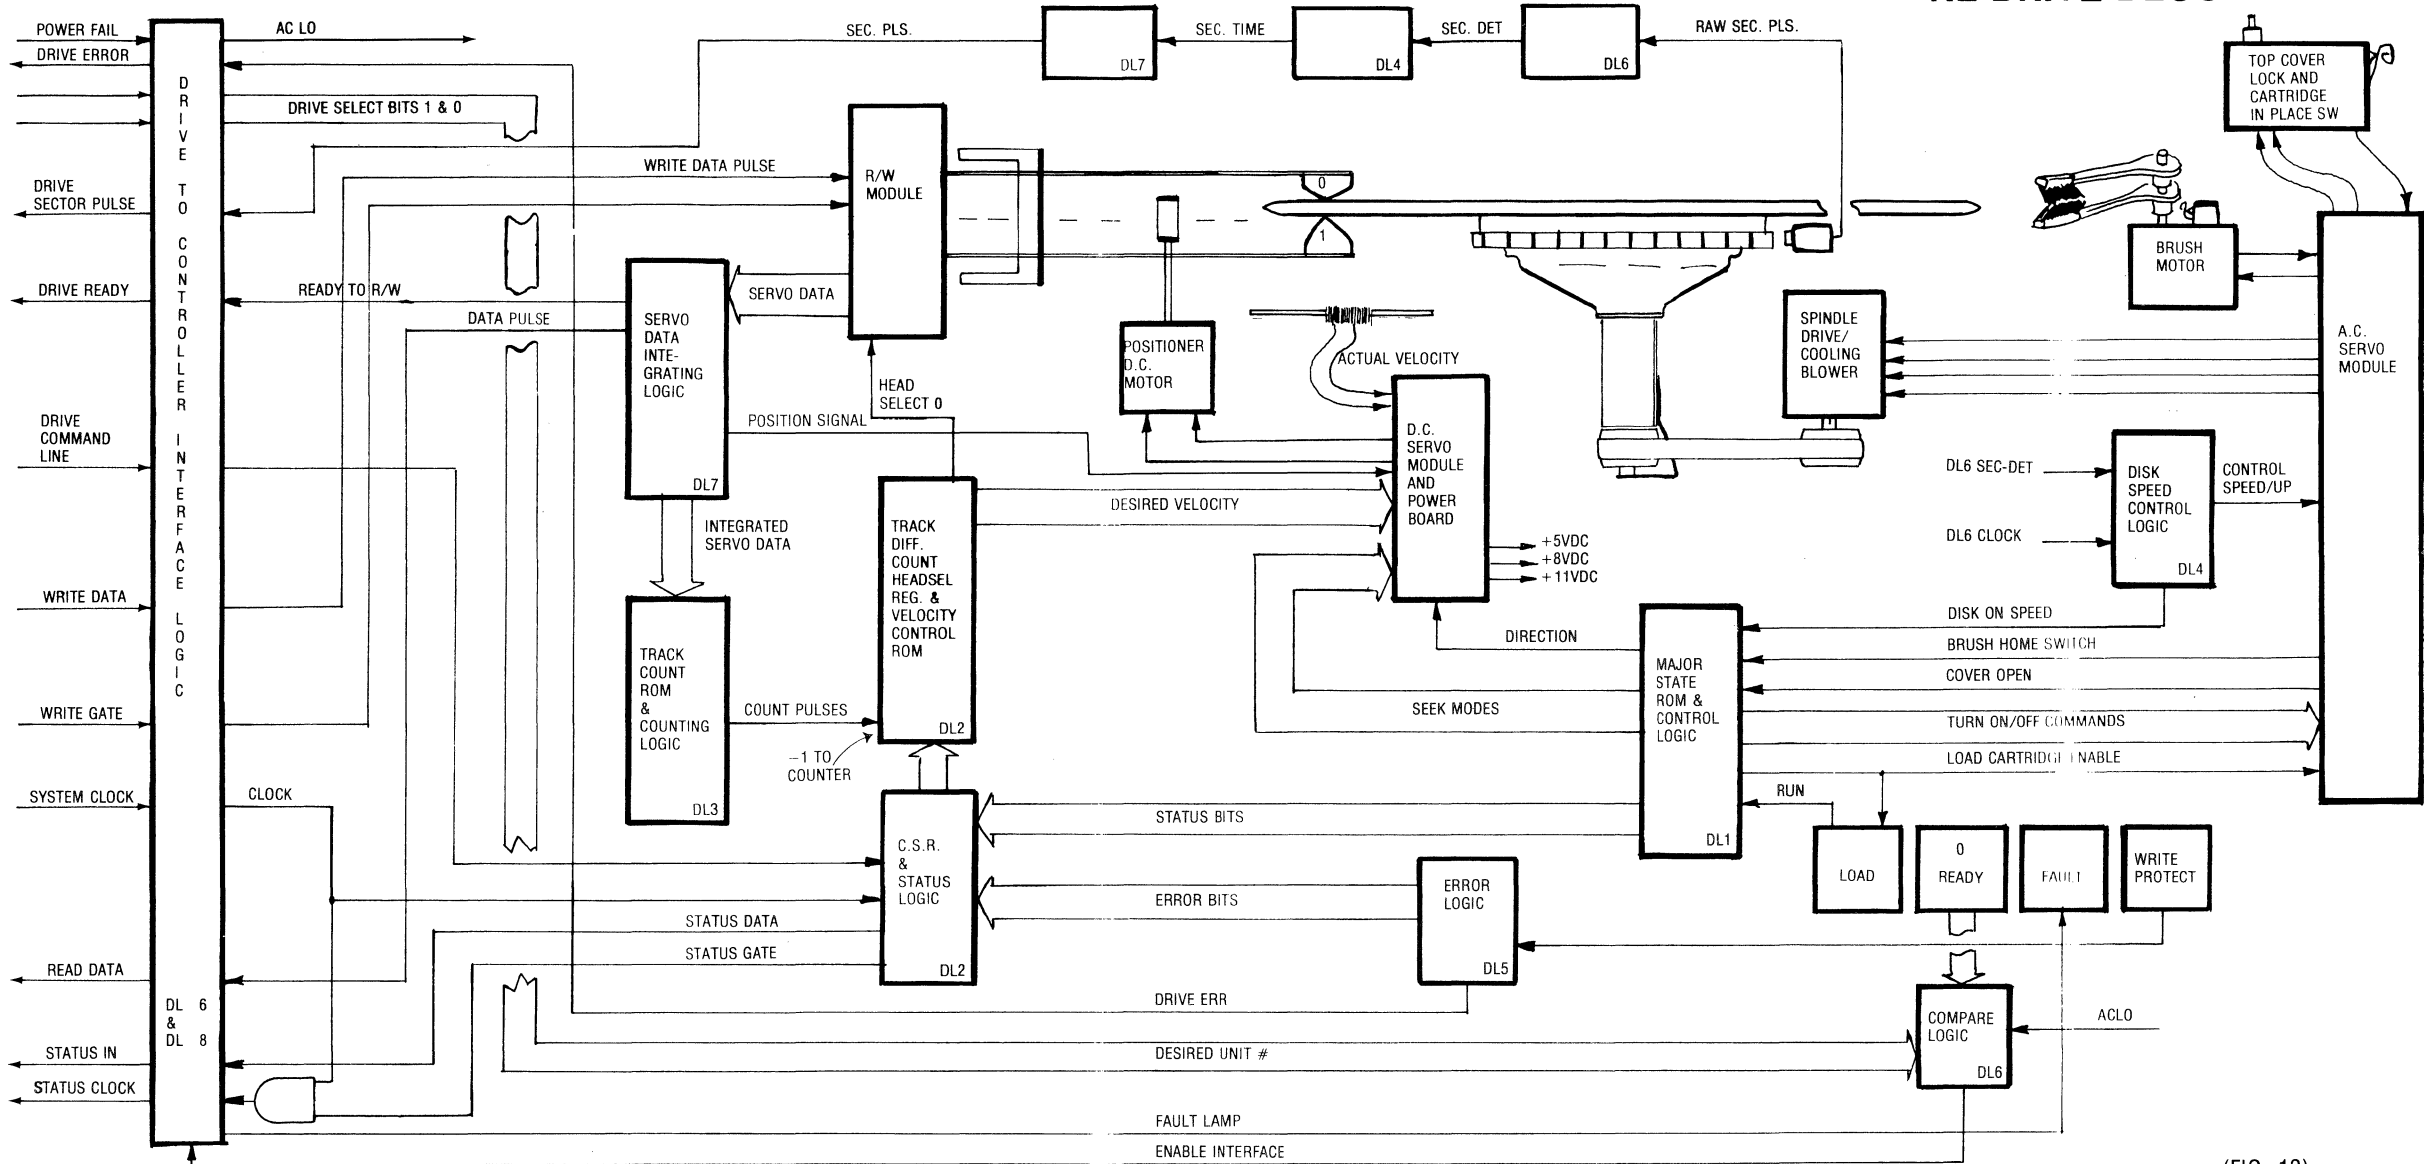 POWER FAIL
AC LO
DRIVE ERROR
DRIVE SELECT BITS 1 & 0
DRIVE
SECTOR PULSE
DRIVE READY
DRIVE
COMMAND
LINE
WRITE DATA
WRITE GATE
SYSTEM CLOCK
READ DATA
STATUS IN
STATUS CLOCK
DRIVE TO CONTROLLER INTERFACE LOGIC
DL 6
&
DL 8
SEC. PLS.
DL7
SEC. TIME
DL4
SEC. DET
DL6
RAW SEC. PLS.
TOP COVER
LOCK AND
CARTRIDGE
IN PLACE SW
WRITE DATA PULSE
R/W
MODULE
0
1
READY TO R/W
DATA PULSE
SERVO DATA
SERVO
DATA
INTE-
GRATING
LOGIC
DL7
HEAD
SELECT 0
POSITION SIGNAL
POSITIONER
D.C.
MOTOR
ACTUAL VELOCITY
D.C.
SERVO
MODULE
AND
POWER
BOARD
+5VDC
+8VDC
+11VDC
BRUSH
MOTOR
SPINDLE
DRIVE/
COOLING
BLOWER
A.C.
SERVO
MODULE
DL6 SEC-DET
DL6 CLOCK
DISK
SPEED
CONTROL
LOGIC
DL4
CONTROL
SPEED/UP
INTEGRATED
SERVO DATA
TRACK
DIFF.
COUNT
HEADSEL
REG. &
VELOCITY
CONTROL
ROM
DL2
DESIRED VELOCITY
TRACK
COUNT
ROM
&
COUNTING
LOGIC
DL3
COUNT PULSES
-1 TO
COUNTER
DIRECTION
SEEK MODES
MAJOR
STATE
ROM &
CONTROL
LOGIC
DL1
DISK ON SPEED
BRUSH HOME SWITCH
COVER OPEN
TURN ON/OFF COMMANDS
LOAD CARTRIDGE ENABLE
RUN
CLOCK
C.S.R.
&
STATUS
LOGIC
DL2
STATUS BITS
ERROR BITS
ERROR
LOGIC
DL5
LOAD
0
READY
FAULT
WRITE
PROTECT
STATUS DATA
STATUS GATE
DRIVE ERR
DESIRED UNIT #
COMPARE
LOGIC
DL6
ACLO
FAULT LAMP
ENABLE INTERFACE